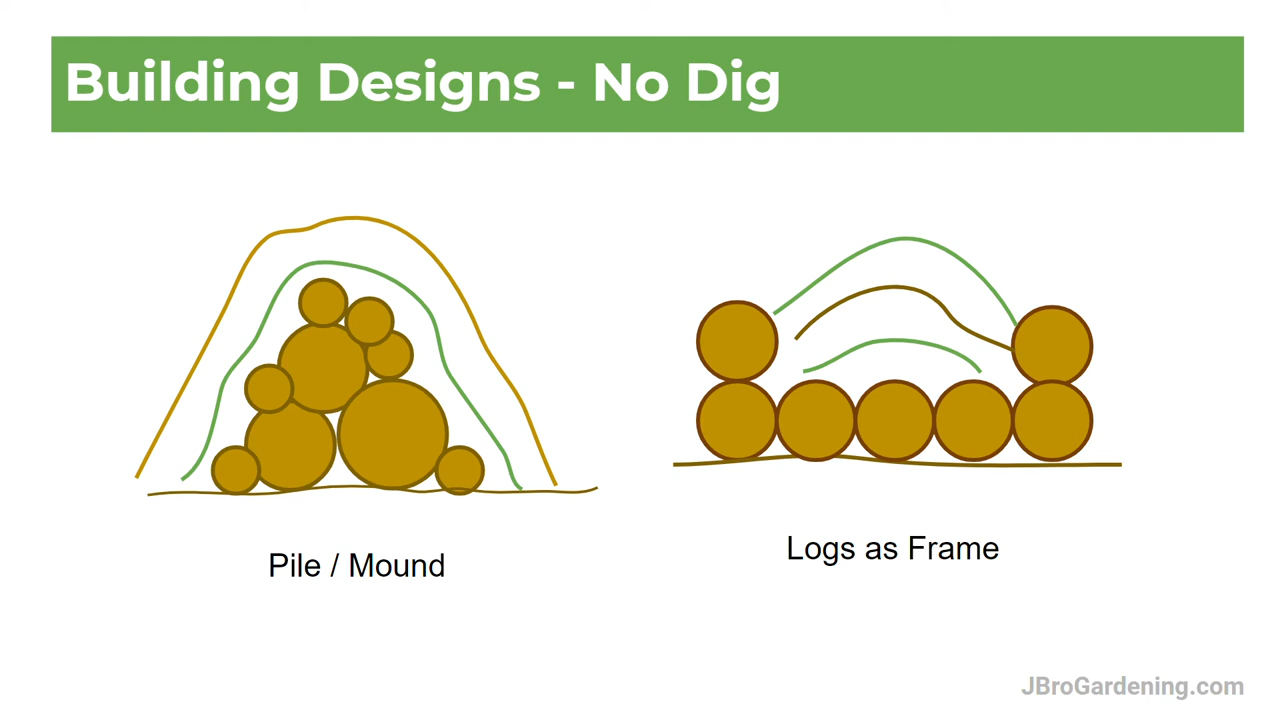 Building Designs - No Dig
Pile / Mound
Logs as Frame
JBroGardening.com